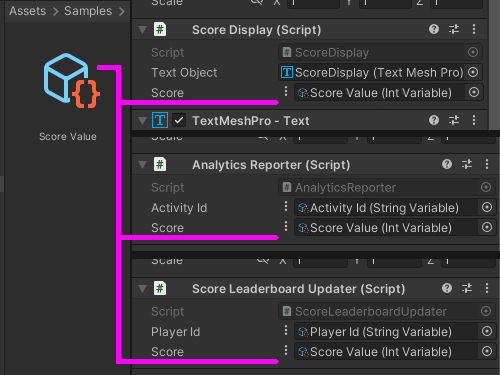 Assets > Samples >
Score Value
Scale X 1 Y 1 Z 1
# Score Display (Script)
Script # ScoreDisplay
Text Object T ScoreDisplay (Text Mesh Pro)
Score Score Value (Int Variable)
T TextMeshPro - Text
Scale X 1 Y 1 Z 1
# Analytics Reporter (Script)
Script # AnalyticsReporter
Activity Id Activity Id (String Variable)
Score Score Value (Int Variable)
Scale X 1 Y 1 Z 1
# Score Leaderboard Updater (Script)
Script # ScoreLeaderboardUpdater
Player Id Player Id (String Variable)
Score Score Value (Int Variable)